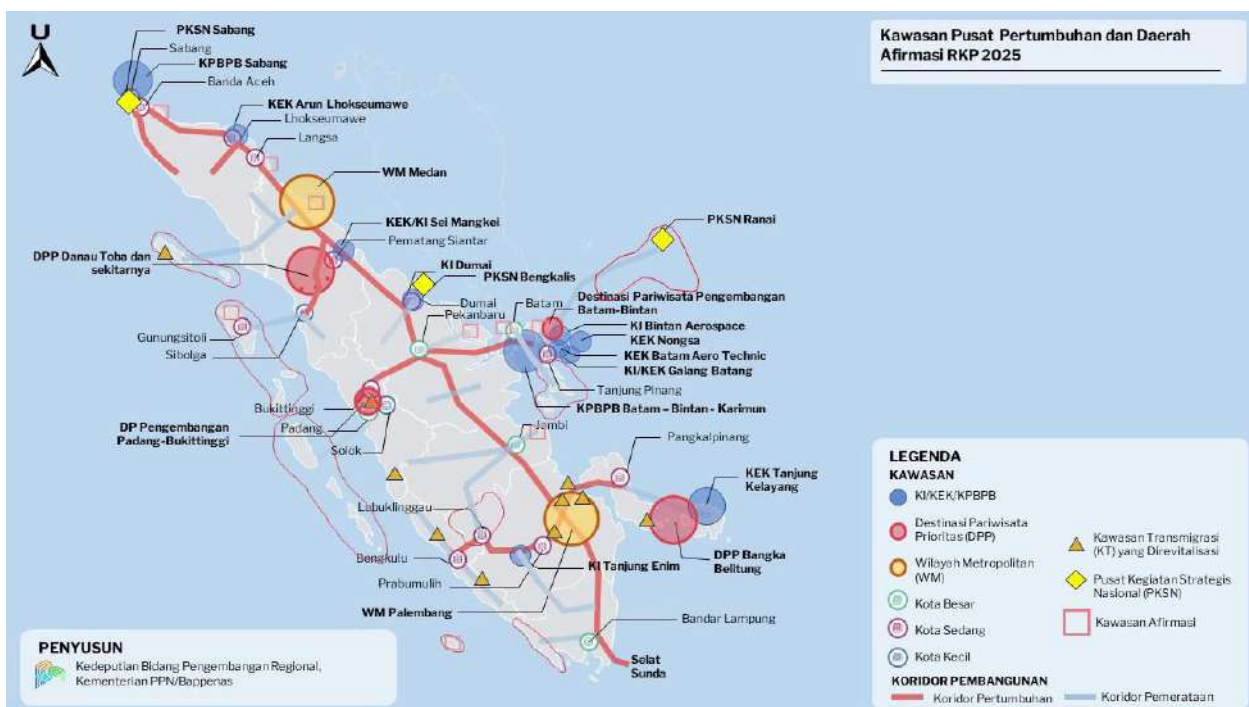 U
Kawasan Pusat Pertumbuhan dan Daerah
Afirmasi RKP 2025
PKSN Sabang
Sabang
KPBPB Sabang
Banda Aceh
KEK Arun Lhokseumawe
Lhokseumawe
Langsa
WM Medan
PKSN Ranai
KEK/KI Sei Mangkei
Pematang Siantar
DPP Danau Toba dan
sekitarnya
KI Dumai
PKSN Bengkalis
Dumai
Pekanbaru
Batam
Destinasi Pariwisata Pengembangan
Batam-Bintan
KI Bintan Aerospace
KEK Nongsa
KEK Batam Aero Technic
KI/KEK Galang Batang
Tanjung Pinang
KPBPB Batam – Bintan - Karimun
Gunungsitoli
Sibolga
Bukittinggi
Padang
DP Pengembangan
Padang-Bukittinggi
Solok
Jambi
Pangkalpinang
KEK Tanjung
Kelayang
Lubuklinggau
Bengkulu
Prabumulih
KI Tanjung Enim
DPP Bangka
Belitung
WM Palembang
Bandar Lampung
Selat
Sunda
PENYUSUN
Kedeputian Bidang Pengembangan Regional,
Kementerian PPN/Bappenas
LEGENDA
KAWASAN
KI/KEK/KPBPB
Destinasi Pariwisata
Prioritas (DPP)
Wilayah Metropolitan
(WM)
Kota Besar
Kota Sedang
Kota Kecil
Kawasan Transmigrasi
(KT) yang Direvitalisasi
Pusat Kegiatan Strategis
Nasional (PKSN)
Kawasan Afirmasi
KORIDOR PEMBANGUNAN
Koridor Pertumbuhan
Koridor Pemerataan